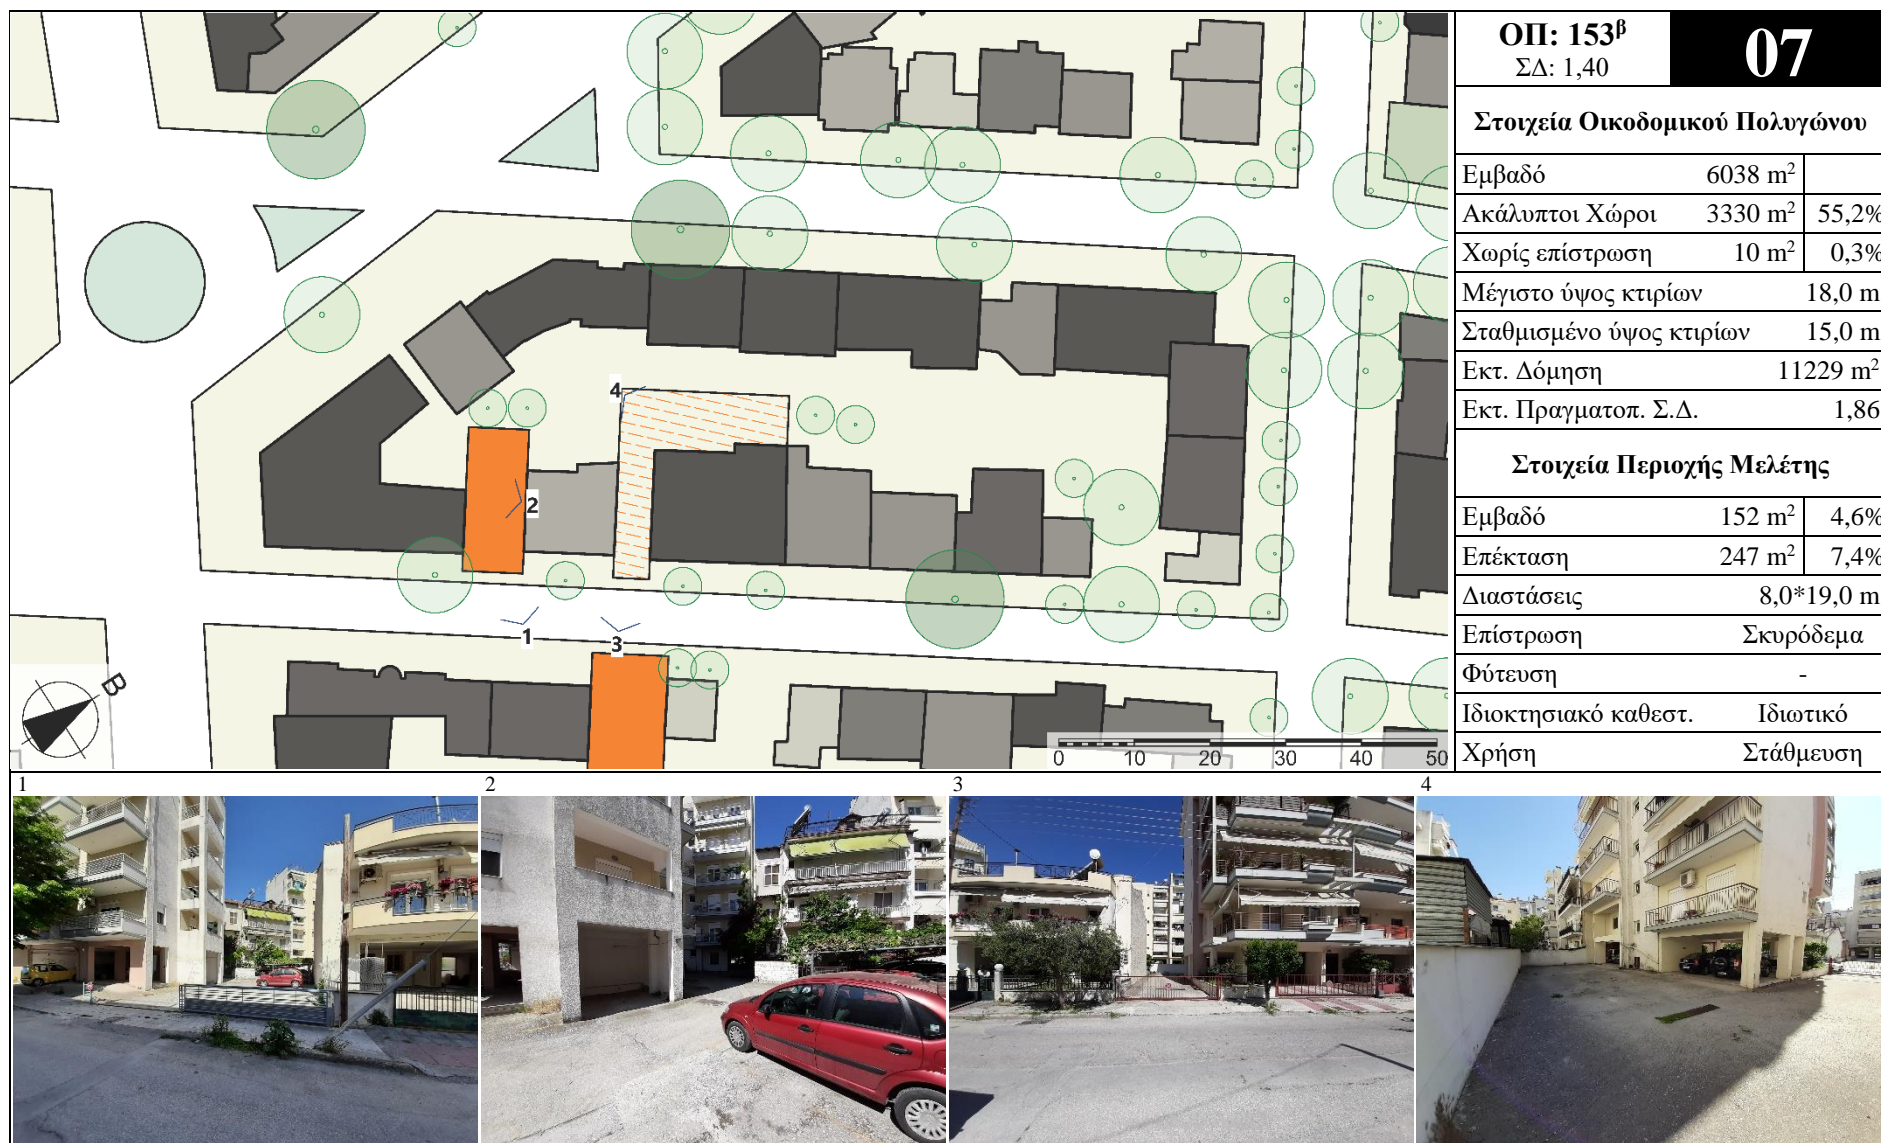 ΟΠ: 153β
ΣΔ: 1,40
07
Στοιχεία Οικοδομικού Πολυγώνου
Εμβαδό 6038 m²
Ακάλυπτοι Χώροι 3330 m² 55,2%
Χωρίς επίστρωση 10 m² 0,3%
Μέγιστο ύψος κτιρίων 18,0 m
Σταθμισμένο ύψος κτιρίων 15,0 m
Εκτ. Δόμηση 11229 m²
Εκτ. Πραγματοπ. Σ.Δ. 1,86
Στοιχεία Περιοχής Μελέτης
Εμβαδό 152 m² 4,6%
Επέκταση 247 m² 7,4%
Διαστάσεις 8,0*19,0 m
Επίστρωση Σκυρόδεμα
Φύτευση -
Ιδιοκτησιακό καθεστ. Ιδιωτικό
Χρήση Στάθμευση
4
2
1
3
Β
0 10 20 30 40 50
1 2 3 4